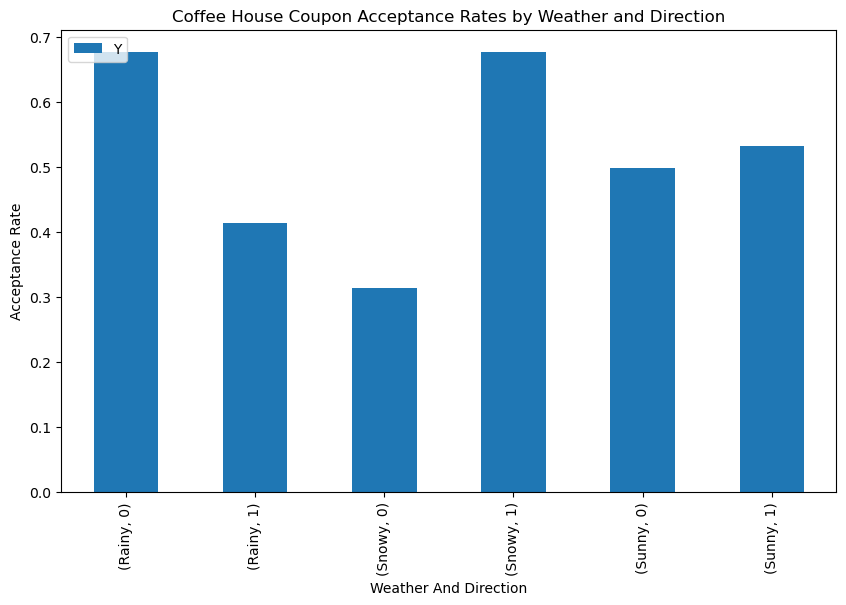 Coffee House Coupon Acceptance Rates by Weather and Direction
Y
0.7
0.6
0.5
0.4
0.3
0.2
0.1
0.0
Acceptance Rate
(Rainy, 0)
(Rainy, 1)
(Snowy, 0)
(Snowy, 1)
(Sunny, 0)
(Sunny, 1)
Weather And Direction